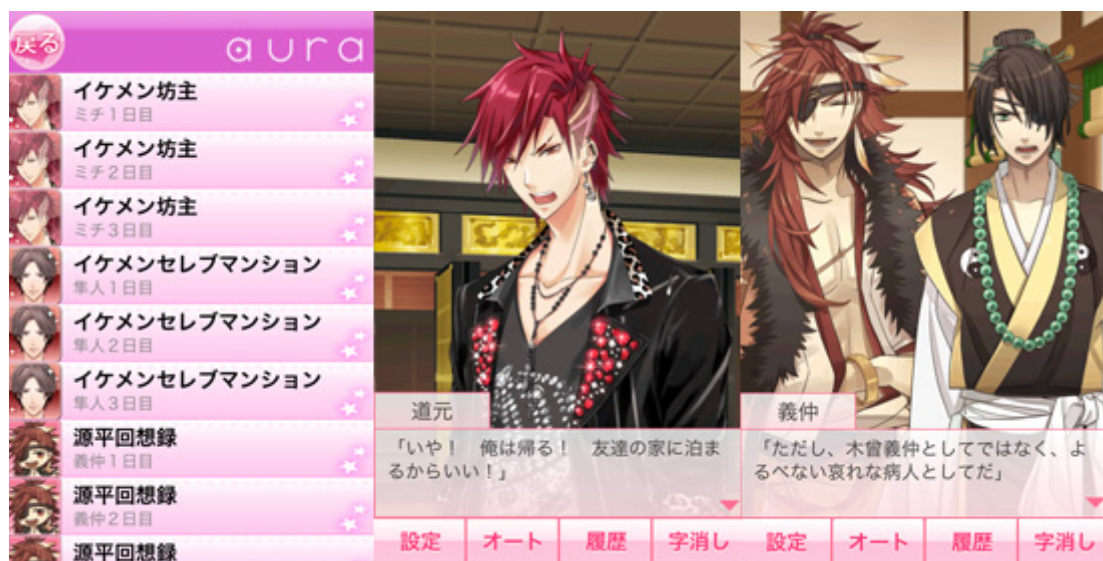 戻る
aura
イケメン坊主
ミチ1日目
イケメン坊主
ミチ2日目
イケメン坊主
ミチ3日目
イケメンセレブマンション
隼人1日目
イケメンセレブマンション
隼人2日目
イケメンセレブマンション
隼人3日目
源平回想録
義仲1日目
源平回想録
義仲2日目
源平回想録
道元
「いや！　俺は帰る！　友達の家に泊ま
るからいい！」
設定 オート 履歴 字消し
義仲
「ただし、木曾義仲としてではなく、よ
るべない哀れな病人としてだ」
設定 オート 履歴 字消し